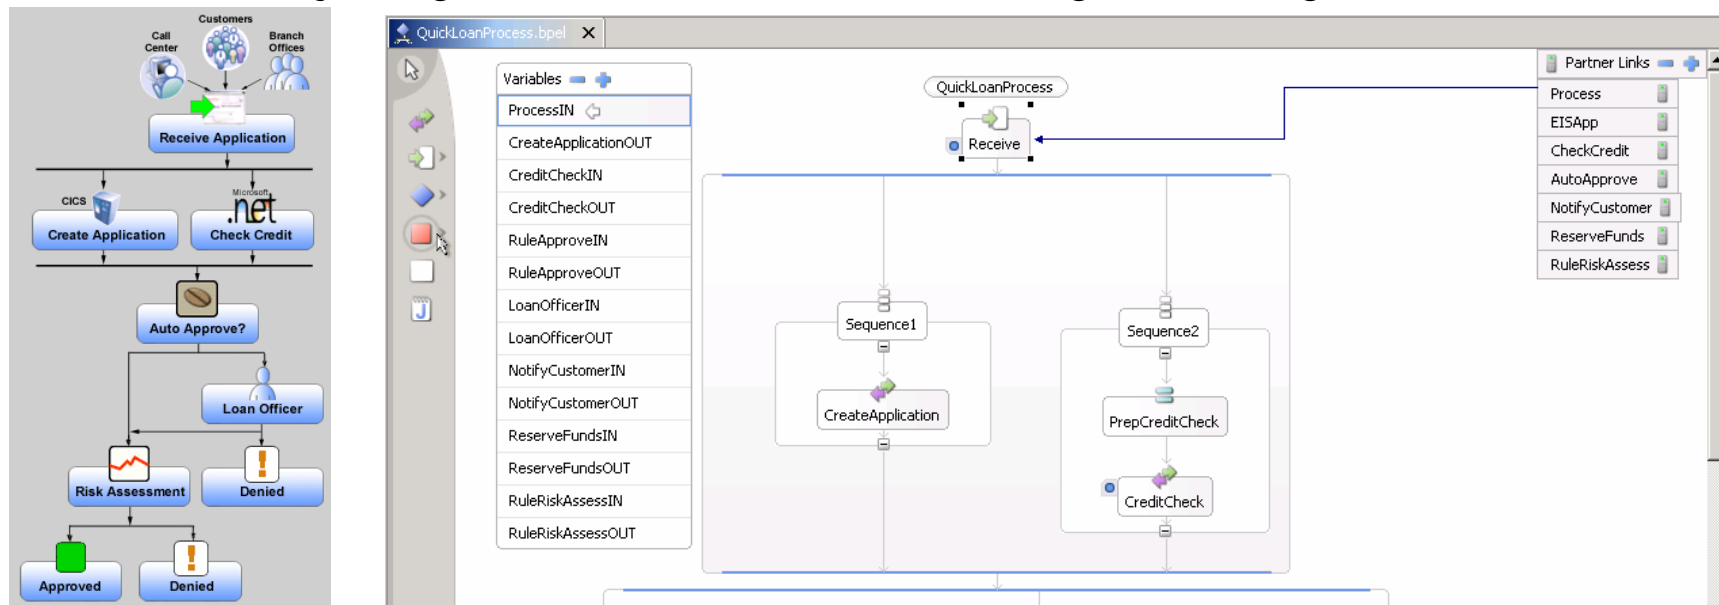 Customers
Call
Center
Branch
Offices
Receive Application
CICS
Microsoft
.net
Create Application
Check Credit
Auto Approve?
Loan Officer
Risk Assessment
Denied
Approved
Denied
QuickLoanProcess.bpel
Variables
ProcessIN
CreateApplicationOUT
CreditCheckIN
CreditCheckOUT
RuleApproveIN
RuleApproveOUT
LoanOfficerIN
LoanOfficerOUT
NotifyCustomerIN
NotifyCustomerOUT
ReserveFundsIN
ReserveFundsOUT
RuleRiskAssessIN
RuleRiskAssessOUT
QuickLoanProcess
Receive
Sequence1
CreateApplication
Sequence2
PrepCreditCheck
CreditCheck
Partner Links
Process
EISApp
CheckCredit
AutoApprove
NotifyCustomer
ReserveFunds
RuleRiskAssess